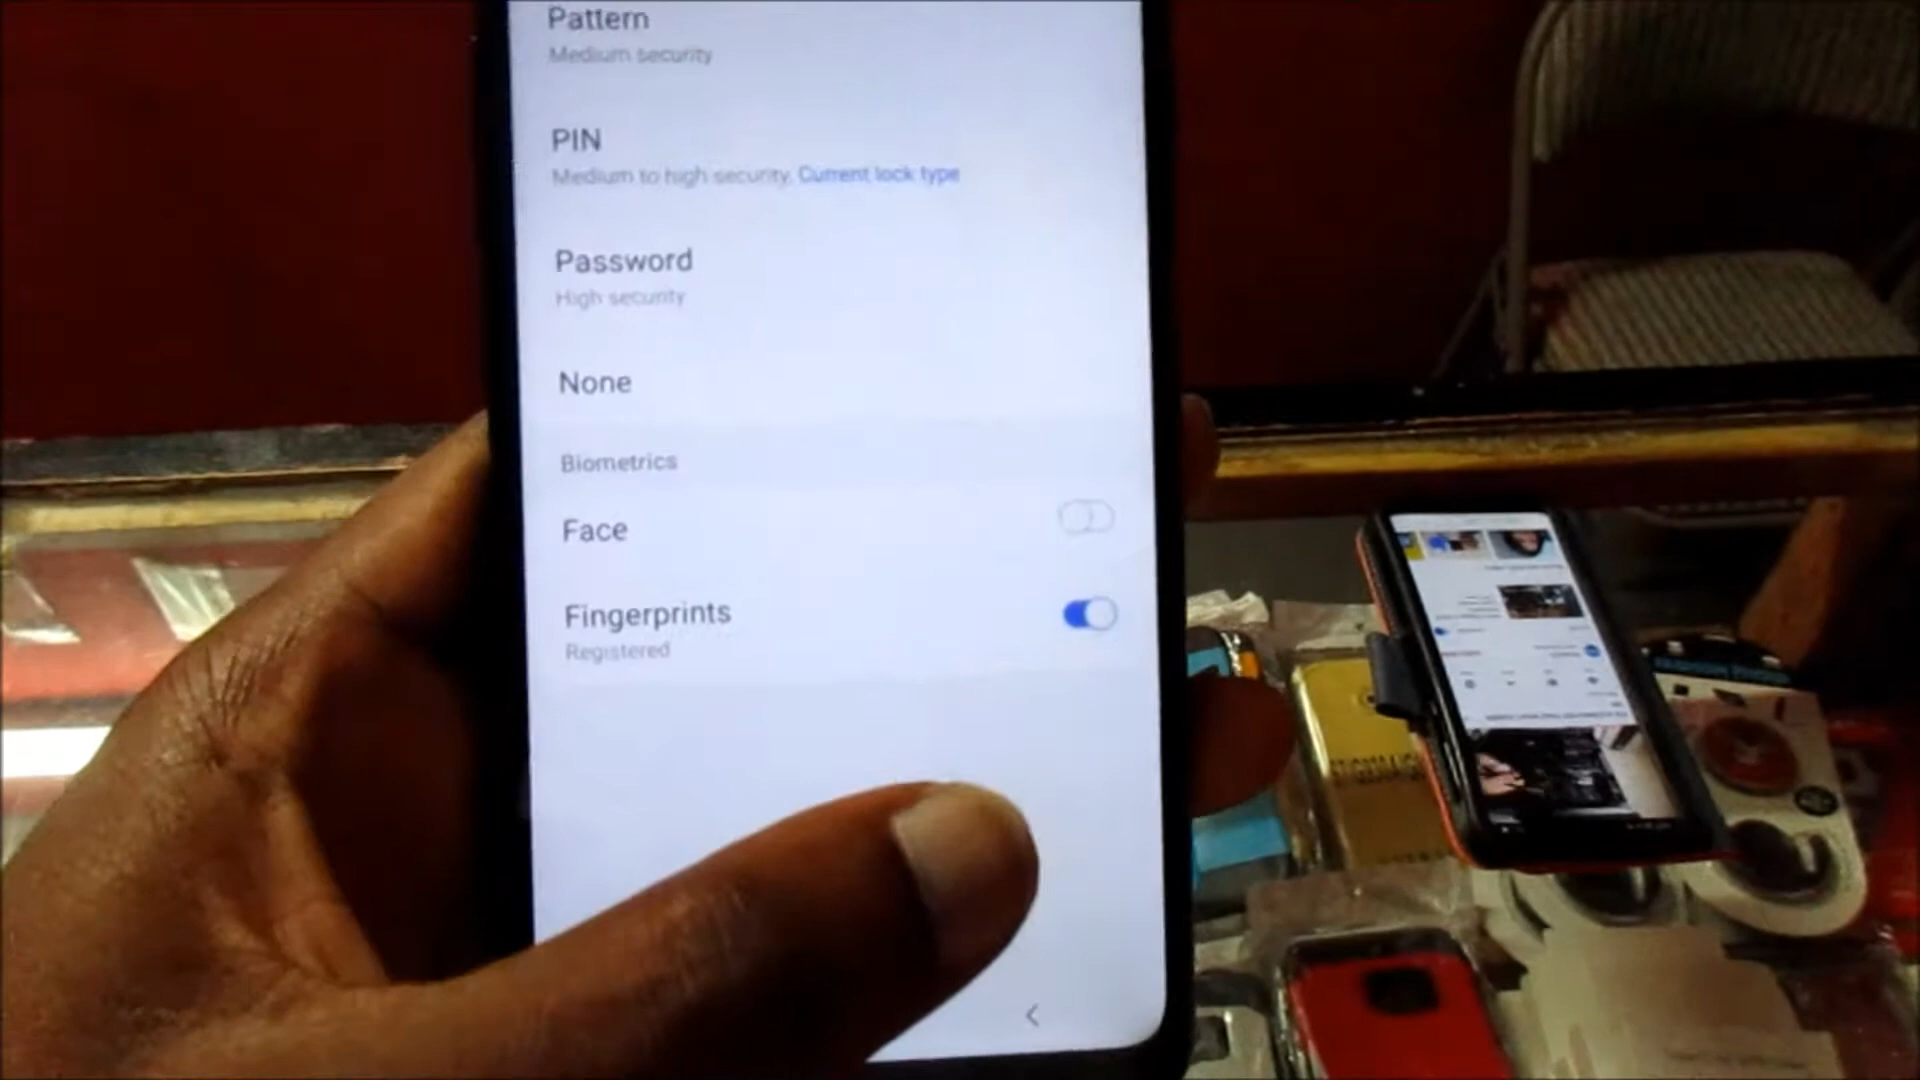 Pattern
Medium security
PIN
Medium to high security, Current lock type
Password
High security
None
Biometrics
Face
Fingerprints
Registered